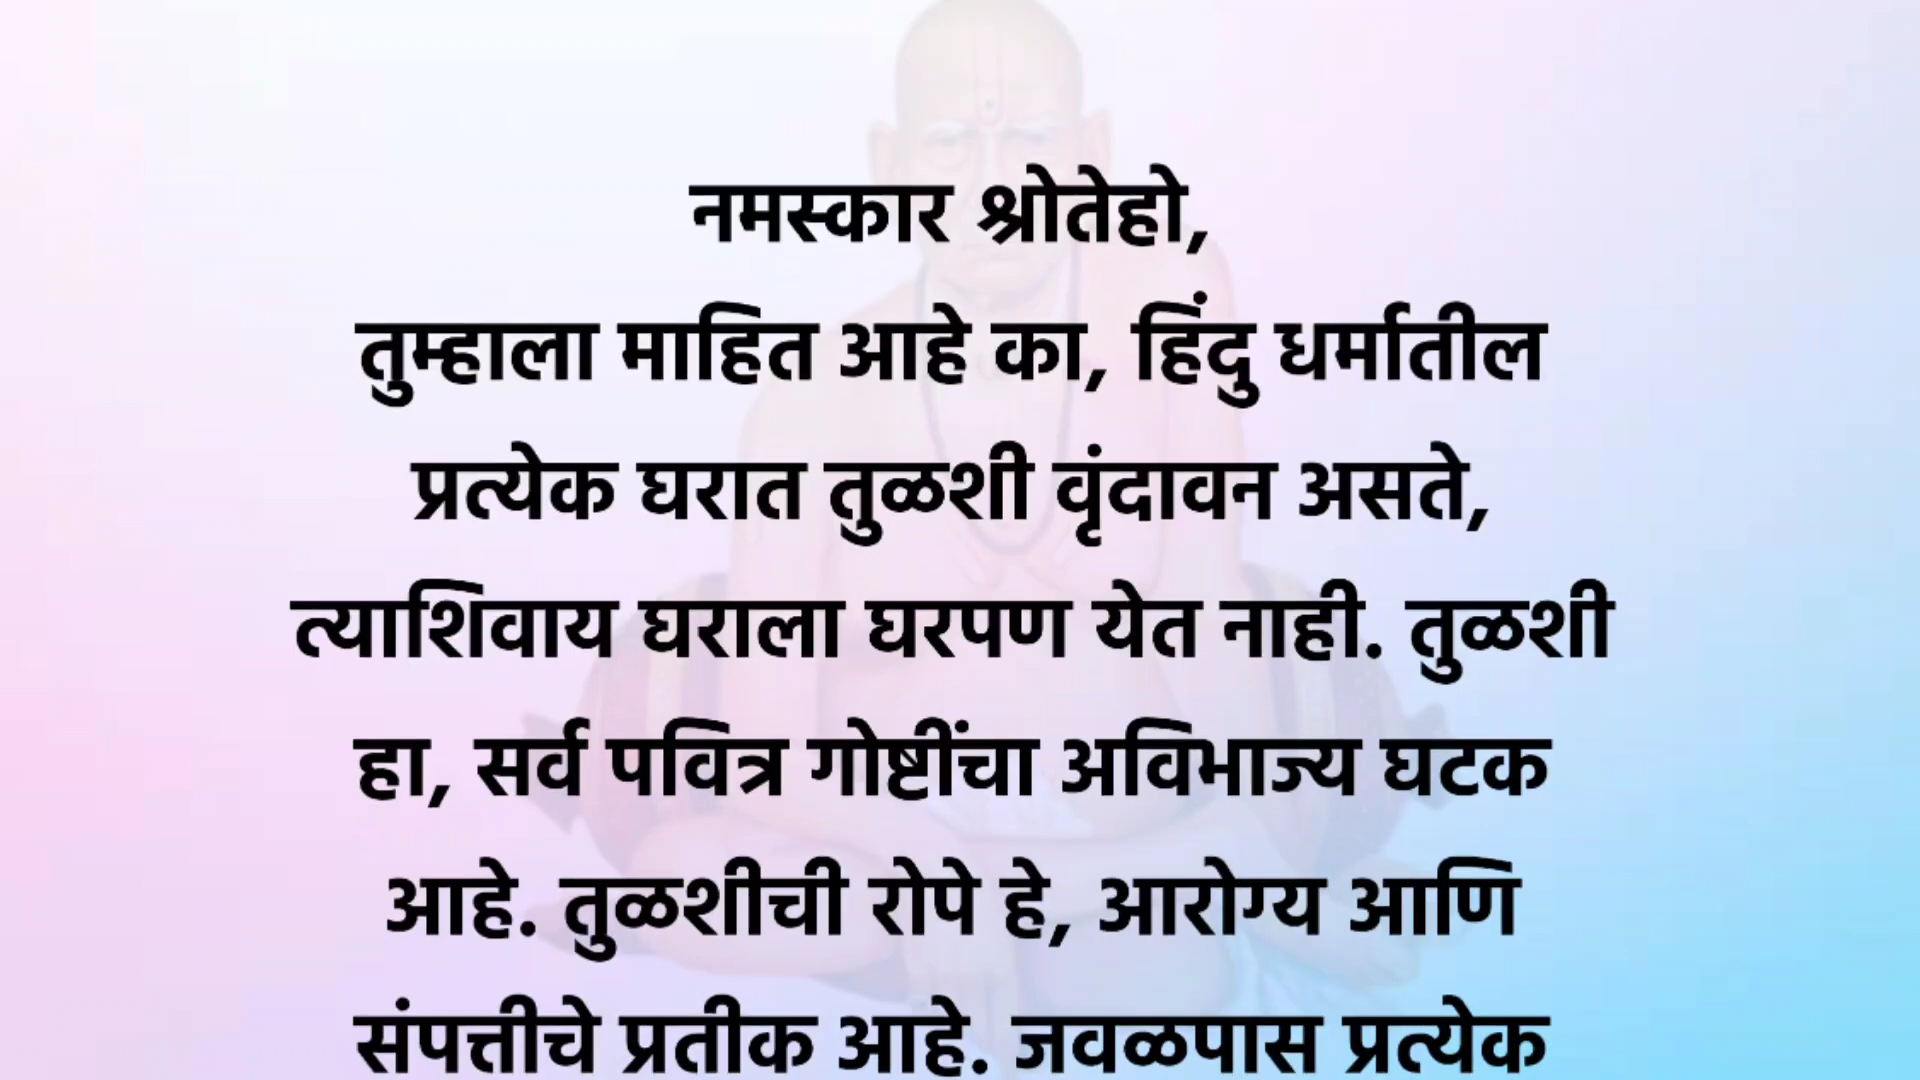 नमस्कार श्रोतेहो,
तुम्हाला माहित आहे का, हिंदु धर्मातील
प्रत्येक घरात तुळशी वृंदावन असते,
त्याशिवाय घराला घरपण येत नाही. तुळशी
हा, सर्व पवित्र गोष्टींचा अविभाज्य घटक
आहे. तुळशीची रोपे हे, आरोग्य आणि
संपत्तीचे प्रतीक आहे. जवळपास प्रत्येक